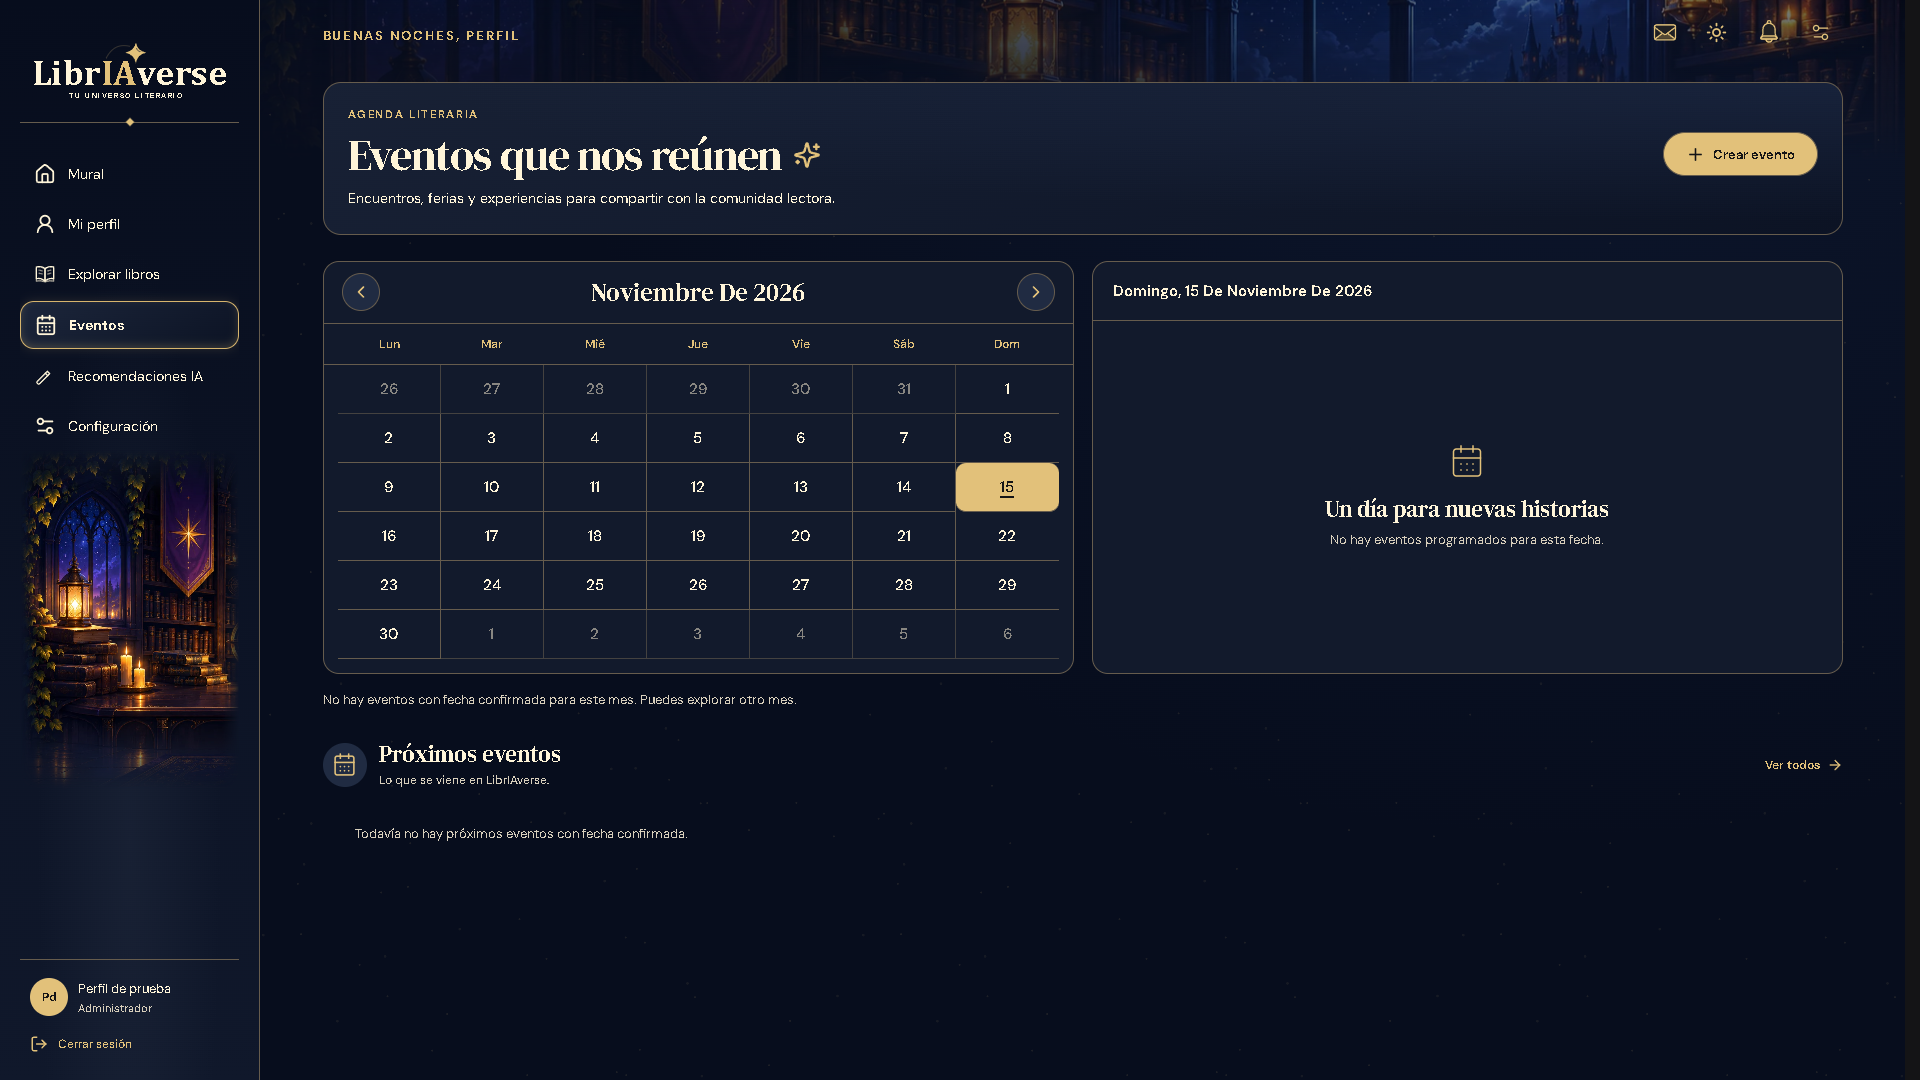 LibrIAverse
TU UNIVERSO LITERARIO
Mural
Mi perfil
Explorar libros
Eventos
Recomendaciones IA
Configuración
Pd
Perfil de prueba
Administrador
Cerrar sesión
BUENAS NOCHES, PERFIL
AGENDA LITERARIA
Eventos que nos reúnen
Encuentros, ferias y experiencias para compartir con la comunidad lectora.
Crear evento
Noviembre De 2026
Lun Mar Mié Jue Vie Sáb Dom
26 27 28 29 30 31 1
2 3 4 5 6 7 8
9 10 11 12 13 14 15
16 17 18 19 20 21 22
23 24 25 26 27 28 29
30 1 2 3 4 5 6
Domingo, 15 De Noviembre De 2026
Un día para nuevas historias
No hay eventos programados para esta fecha.
No hay eventos con fecha confirmada para este mes. Puedes explorar otro mes.
Próximos eventos
Lo que se viene en LibrIAverse.
Ver todos
Todavía no hay próximos eventos con fecha confirmada.